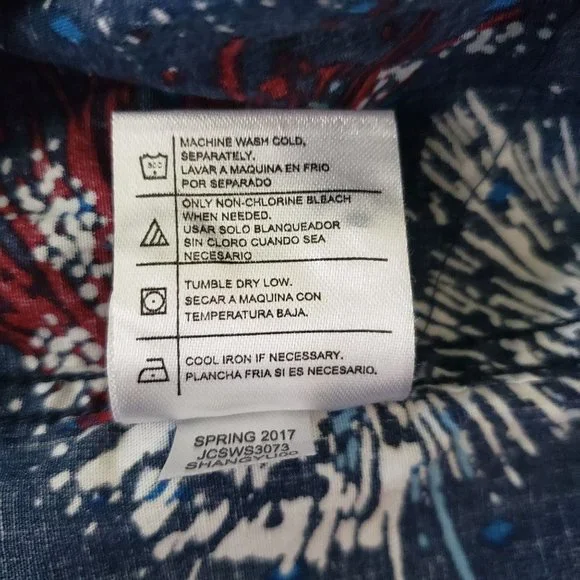 MACHINE WASH COLD,
SEPARATELY.
LAVAR A MAQUINA EN FRIO
POR SEPARADO
ONLY NON-CHLORINE BLEACH
WHEN NEEDED.
USAR SOLO BLANQUEADOR
SIN CLORO CUANDO SEA
NECESARIO
TUMBLE DRY LOW.
SECAR A MAQUINA CON
TEMPERATURA BAJA.
COOL IRON IF NECESSARY.
PLANCHA FRIA SI ES NECESARIO.
SPRING 2017
JCSWS3073